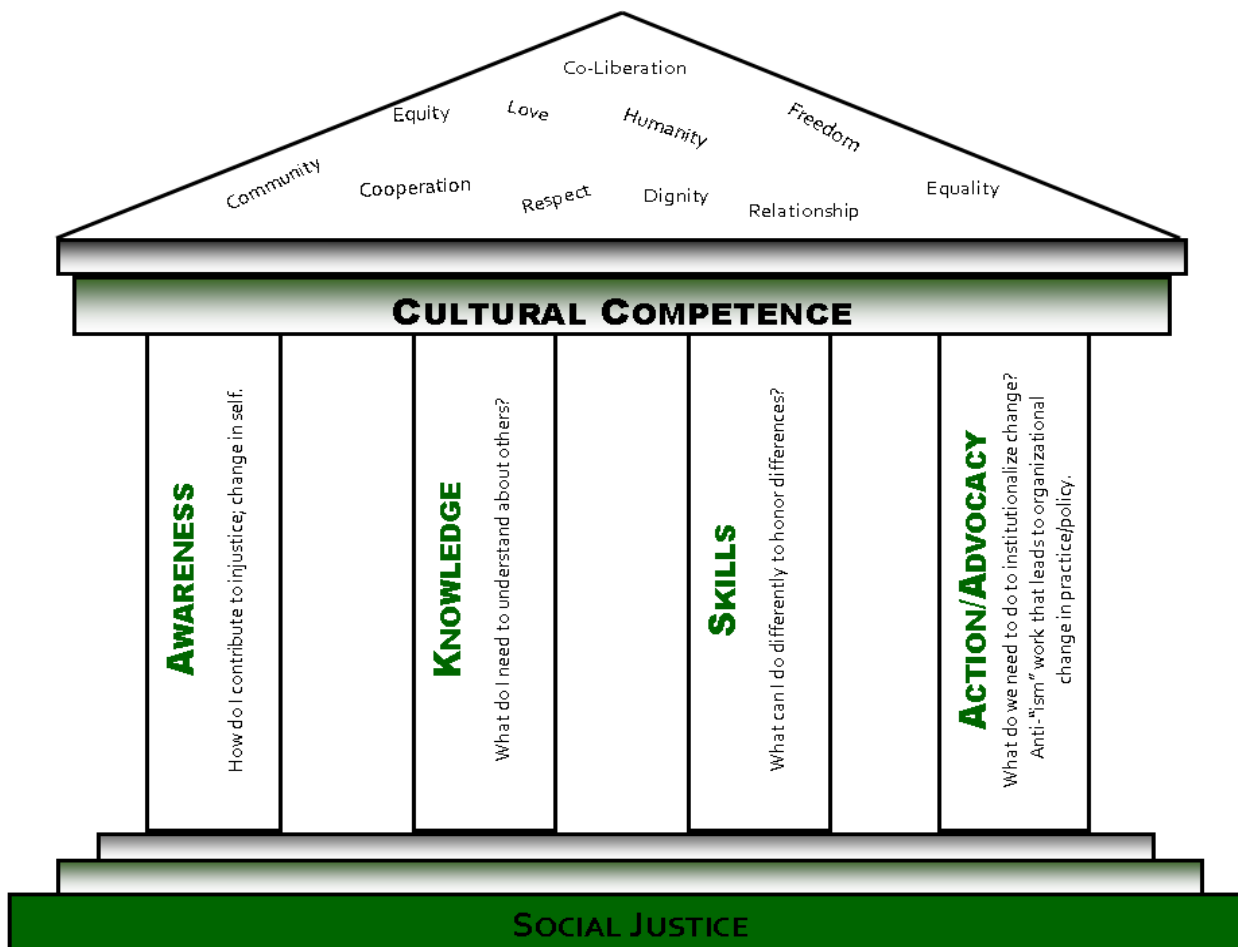 Co-Liberation
Equity
Love
Humanity
Freedom
Community
Cooperation
Respect
Dignity
Relationship
Equality
CULTURAL COMPETENCE
AWARENESS
How do I contribute to injustice; change in self.
KNOWLEDGE
What do I need to understand about others?
SKILLS
What can I do differently to honor differences?
ACTION/ADVOCACY
What do we need to do to institutionalize change?
Anti-"ism" work that leads to organizational
change in practice/policy.
SOCIAL JUSTICE